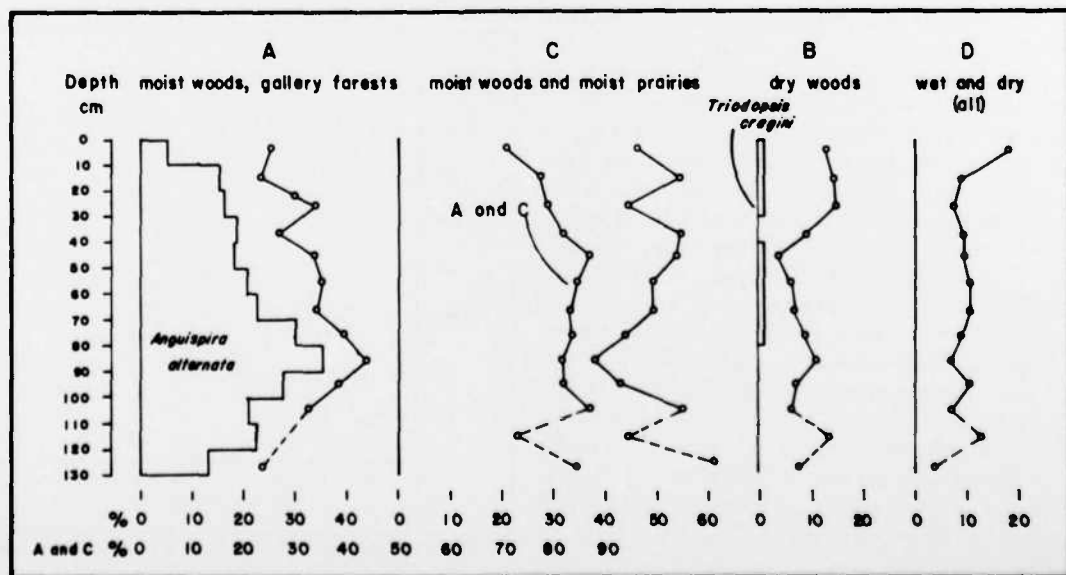 A C B D
Depth moist woods, gallery farests moist woods and moist prairies dry woods wet and dry
cm Triodopsis (all)
cragini
0
10
20
30
A and C
40
50
60
70
80
Anguispira
alternata
90
100
110
120
130
% 0 10 20 30 40 0 10 20 30 40 50 60 0 10 20 0 10 20
A and C % 0 10 20 30 40 50 60 70 80 90